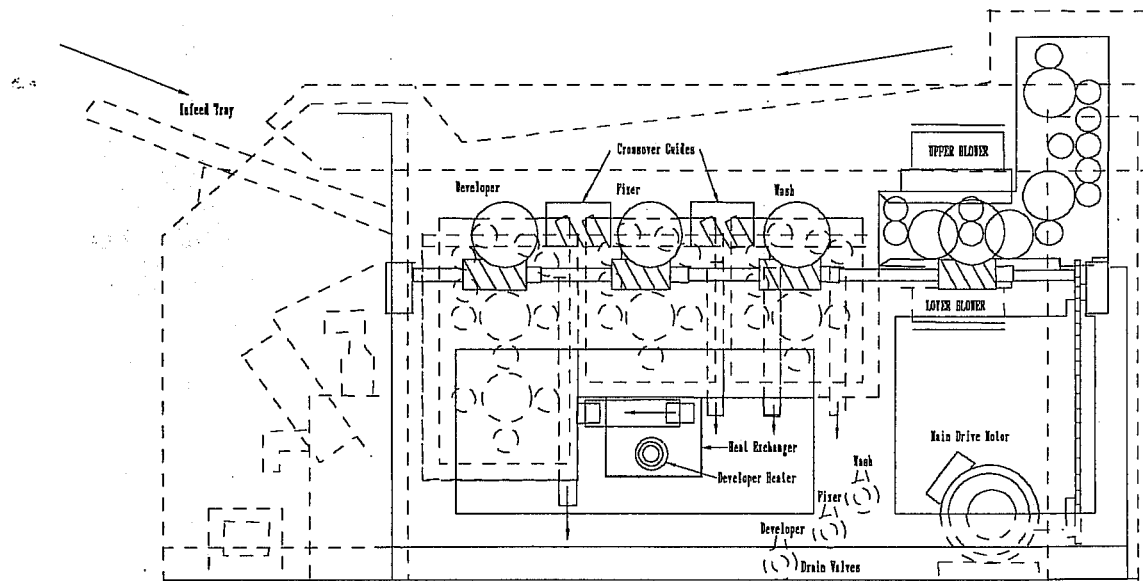 Infeed Tray
Crossover Guides
UPPER BLOWER
Developer
Fixer
Wash
LOWER BLOWER
Main Drive Motor
Heat Exchanger
Developer Heater
Wash
Fixer
Developer
Drain Valves